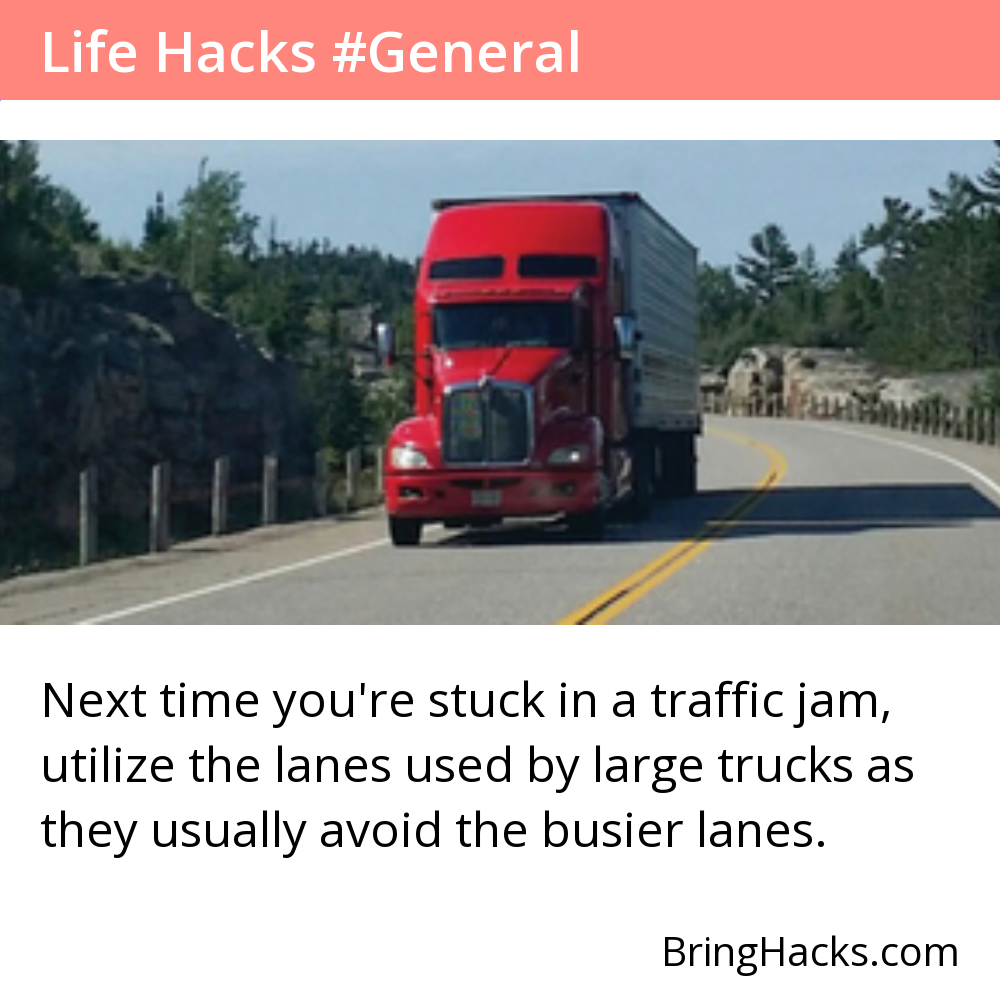 Life Hacks #General
Next time you're stuck in a traffic jam,
utilize the lanes used by large trucks as
they usually avoid the busier lanes.
BringHacks.com